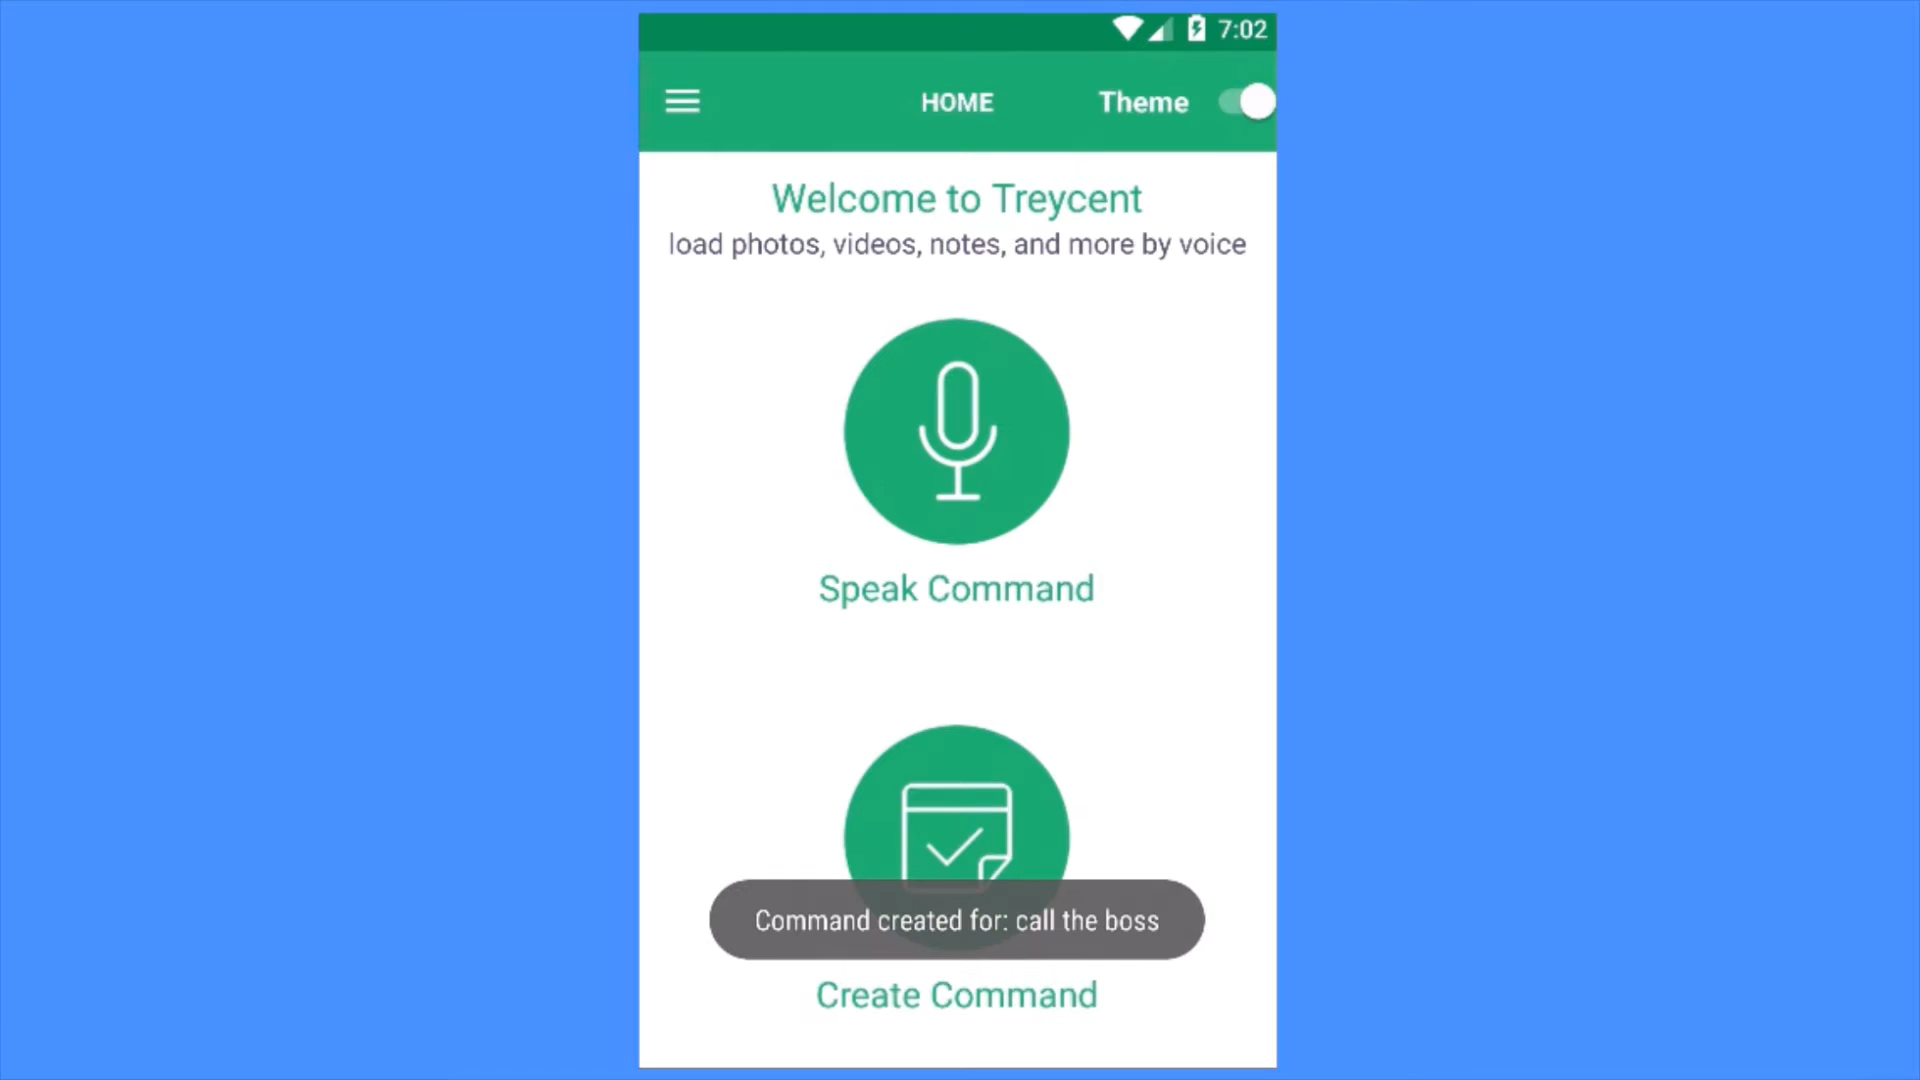 7:02
HOME
Theme
Welcome to Treycent
load photos, videos, notes, and more by voice
Speak Command
Command created for: call the boss
Create Command